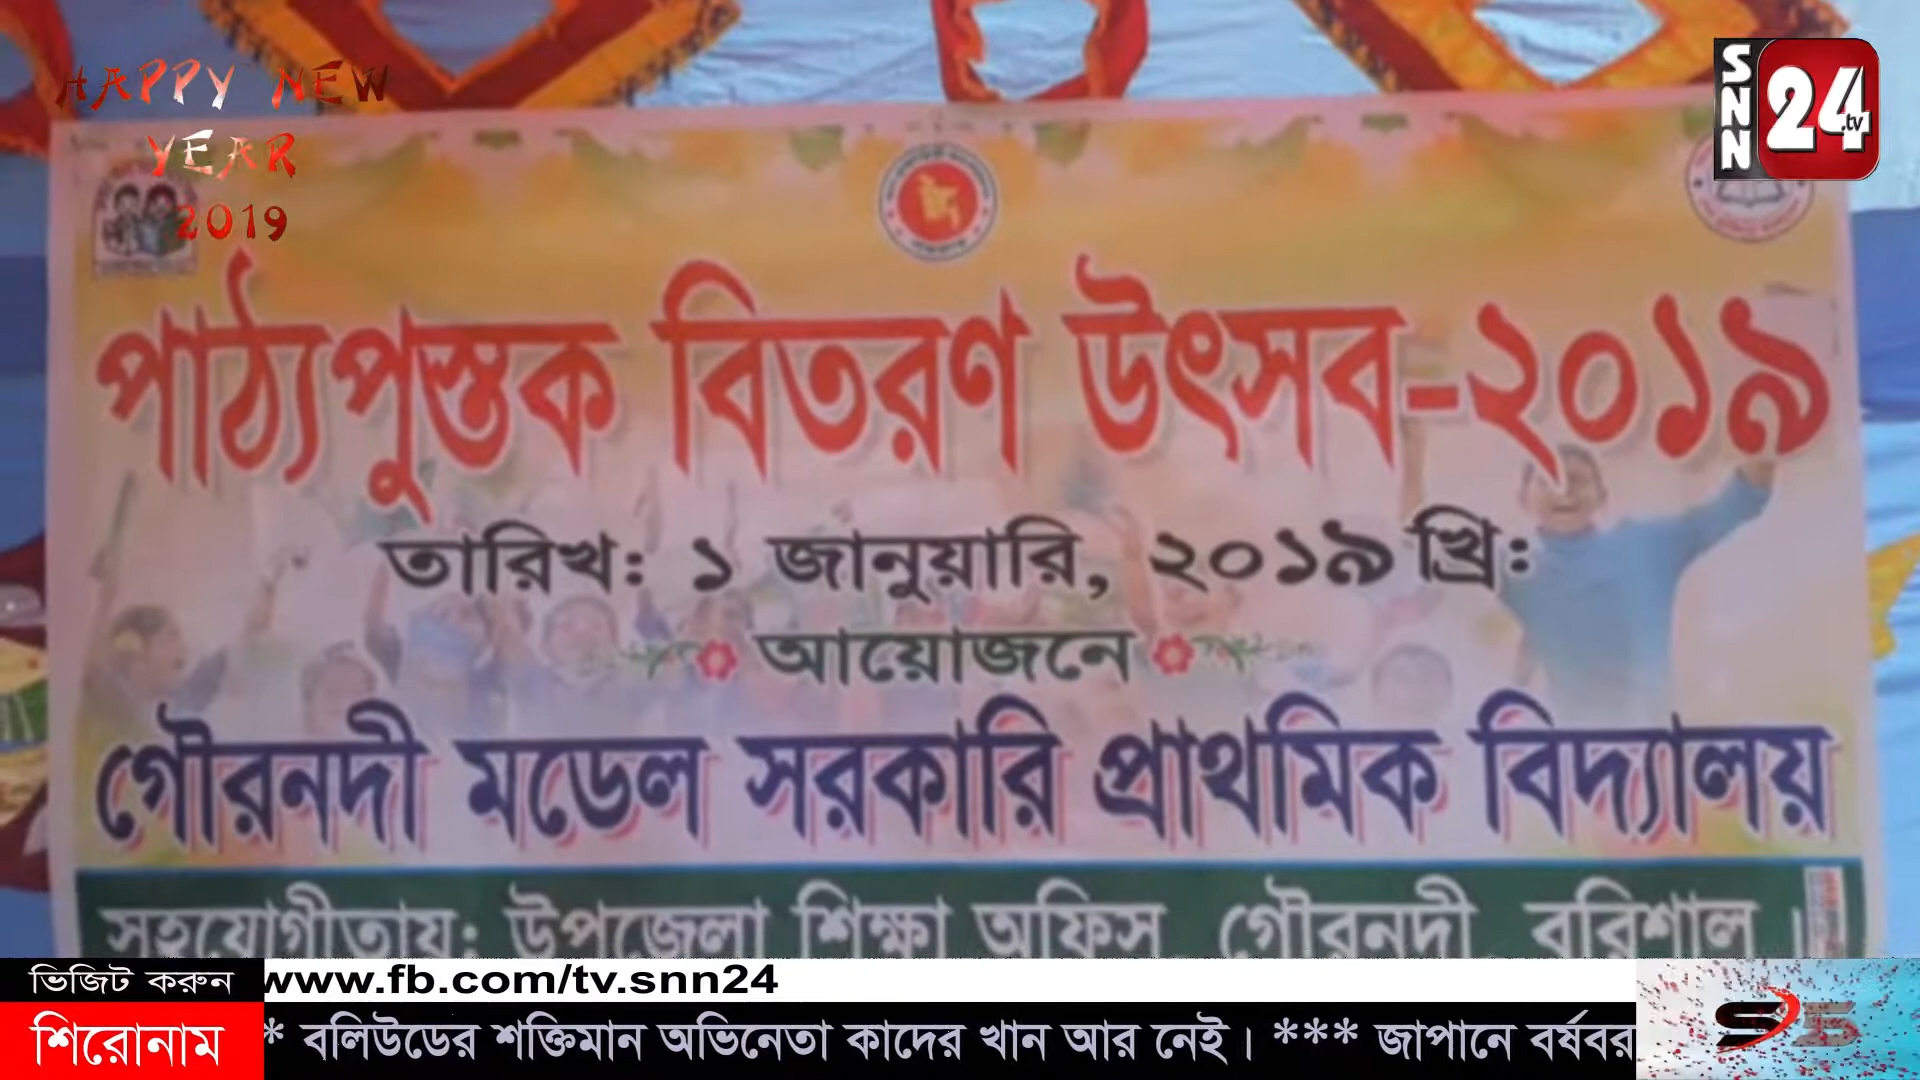 HAPPY NEW
YEAR
2019
SNN
24
.tv
পাঠ্যপুস্তক বিতরণ উৎসব-২০১৯
তারিখ: ১ জানুয়ারি, ২০১৯ খ্রি:
আয়োজনে
গৌরনদী মডেল সরকারি প্রাথমিক বিদ্যালয়
সহযোগীতায়: উপজেলা শিক্ষা অফিস, গৌরনদী, বরিশাল।
ভিজিট করুন www.fb.com/tv.snn24
শিরোনাম * বলিউডের শক্তিমান অভিনেতা কাদের খান আর নেই। *** জাপানে বর্ষবর